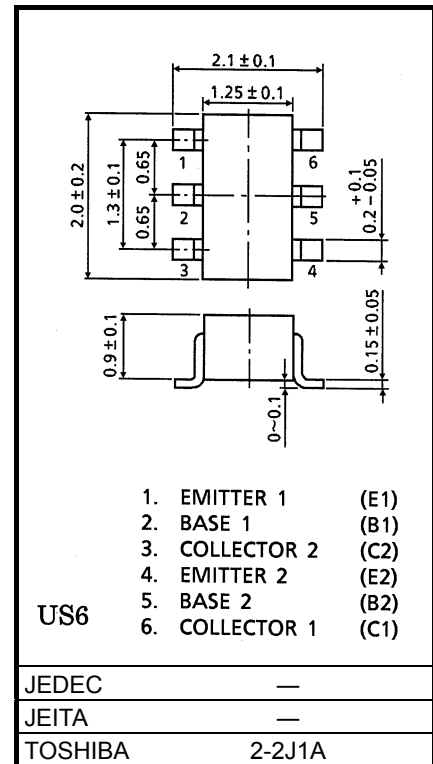 2.1±0.1
1.25±0.1
2.0±0.2
1.3±0.1
0.65
0.65
1
2
3
6
5
4
+0.1
0.2-0.05
0.9±0.1
0~0.1
0.15±0.05
1. EMITTER 1 (E1)
2. BASE 1 (B1)
3. COLLECTOR 2 (C2)
4. EMITTER 2 (E2)
5. BASE 2 (B2)
6. COLLECTOR 1 (C1)
US6
JEDEC —
JEITA —
TOSHIBA 2-2J1A